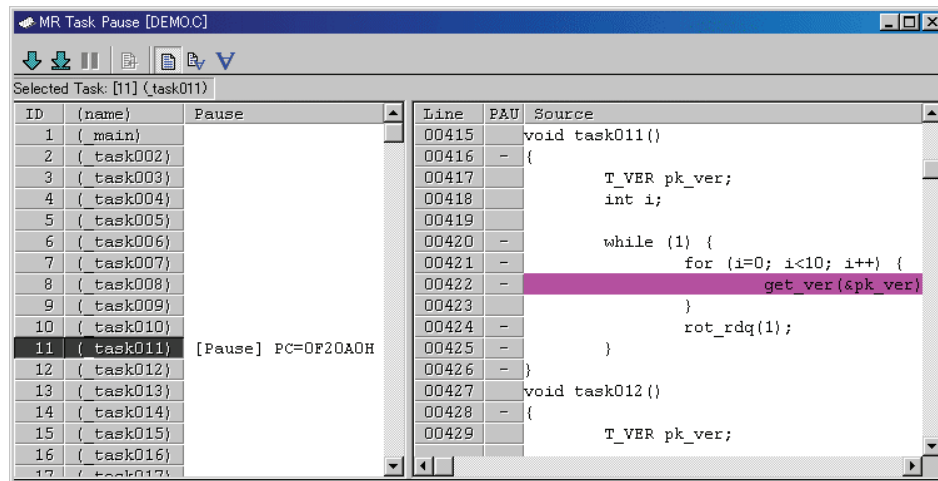 MR Task Pause [DEMO.C]
Selected Task: [11] (_task011)
ID (name) Pause
1 (_main)
2 (_task002)
3 (_task003)
4 (_task004)
5 (_task005)
6 (_task006)
7 (_task007)
8 (_task008)
9 (_task009)
10 (_task010)
11 (_task011) [Pause] PC=0F20A0H
12 (_task012)
13 (_task013)
14 (_task014)
15 (_task015)
16 (_task016)
17 (_task017)
Line PAU Source
00415 void task011()
00416 - {
00417 T_VER pk_ver;
00418 int i;
00419
00420 - while (1) {
00421 - for (i=0; i<10; i++) {
00422 - get_ver(&pk_ver)
00423 }
00424 - rot_rdq(1);
00425 - }
00426 - }
00427 void task012()
00428 - {
00429 T_VER pk_ver;